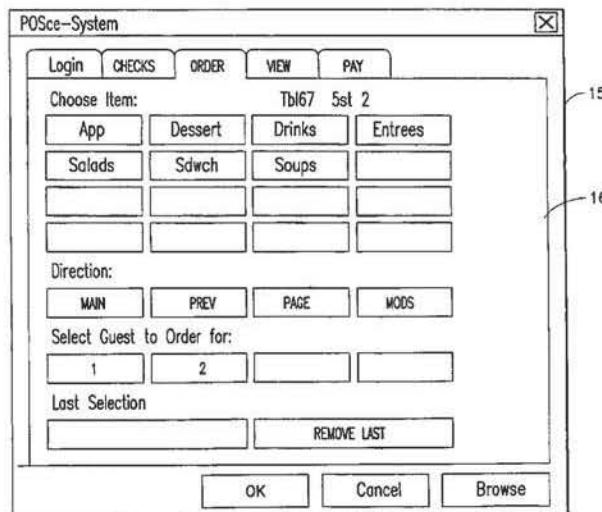 POSce-System
Login CHECKS ORDER VIEW PAY
Choose Item: Tbl67 5st 2
15
App Dessert Drinks Entrees
Salads Sdwch Soups
16
Direction:
MAIN PREV PAGE MODS
Select Guest to Order for:
1 2
Last Selection
REMOVE LAST
OK Cancel Browse